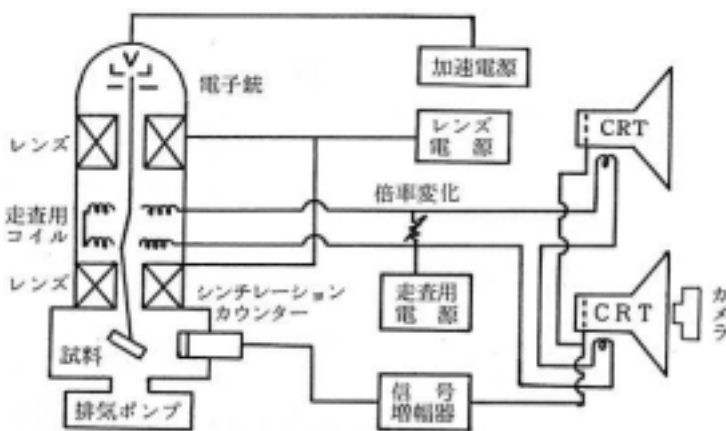 加速電源
電子銃
レンズ
レンズ
電源
CRT
倍率変化
走査用
コイル
レンズ
シンチレーション
カウンター
走査用
電源
CRT
カメラ
試料
信号
増幅器
排気ポンプ